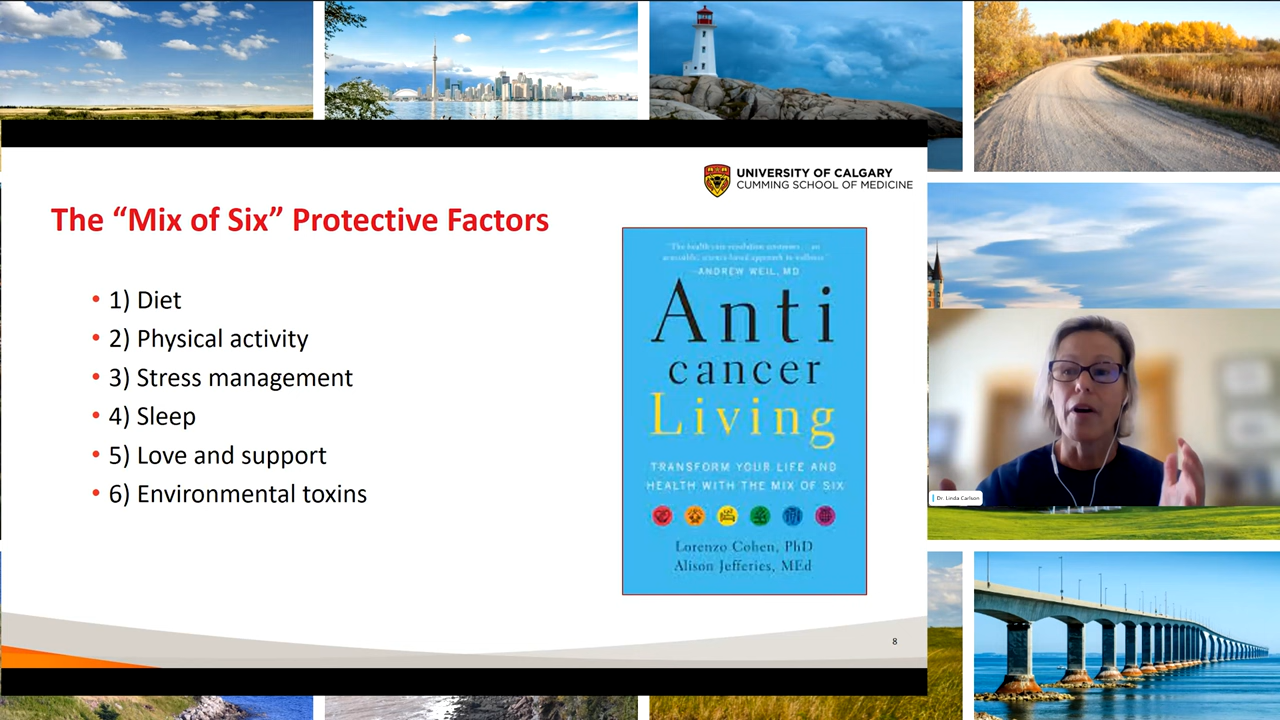 UNIVERSITY OF CALGARY
CUMMING SCHOOL OF MEDICINE
The “Mix of Six” Protective Factors
• 1) Diet
• 2) Physical activity
• 3) Stress management
• 4) Sleep
• 5) Love and support
• 6) Environmental toxins
"The healthy-cure revolution continues . . . an
accessible, science-based approach to wellness"
—ANDREW WEIL, MD
Anti
cancer
Living
TRANSFORM YOUR LIFE AND
HEALTH WITH THE MIX OF SIX
Lorenzo Cohen, PhD
Alison Jefferies, MEd
8
Dr. Linda Carlson